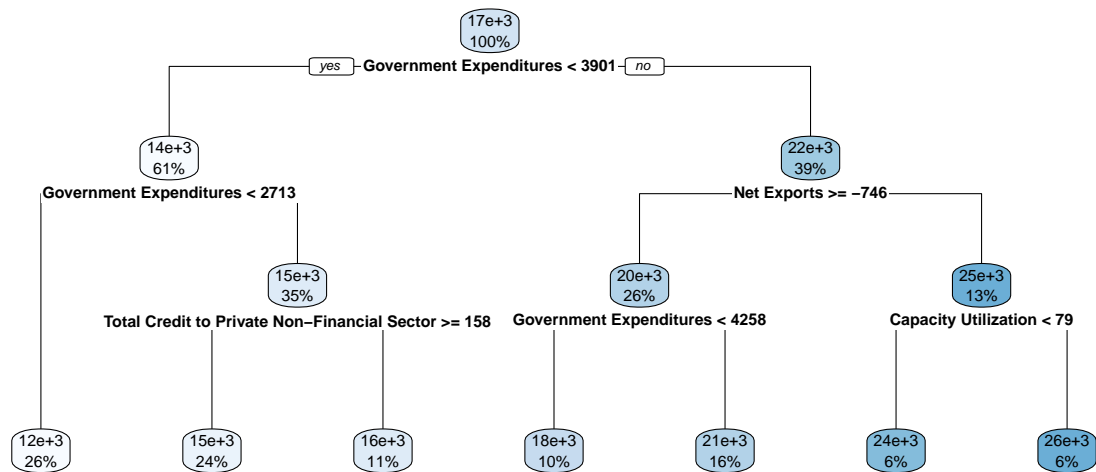 17e+3
100%
yes Government Expenditures < 3901 no
14e+3
61%
22e+3
39%
Government Expenditures < 2713
Net Exports >= −746
15e+3
35%
20e+3
26%
25e+3
13%
Total Credit to Private Non−Financial Sector >= 158
Government Expenditures < 4258
Capacity Utilization < 79
12e+3
26%
15e+3
24%
16e+3
11%
18e+3
10%
21e+3
16%
24e+3
6%
26e+3
6%